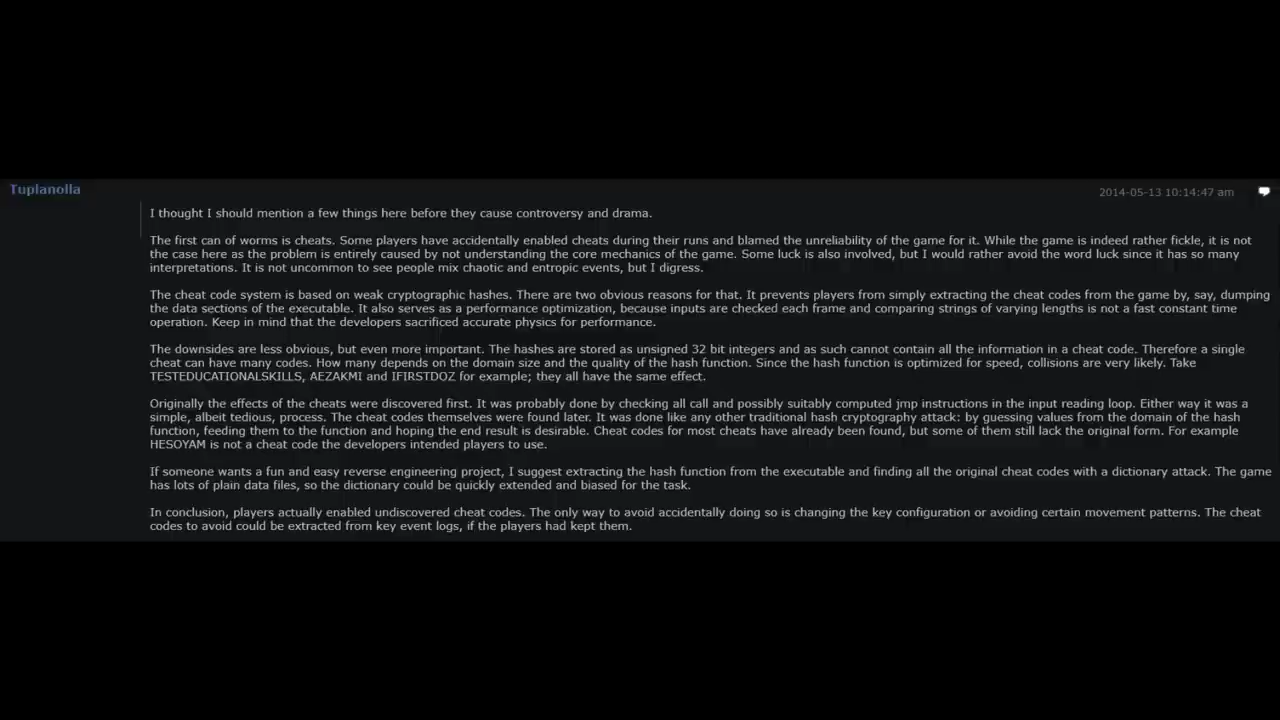 Tuplanolla
2014-05-13 10:14:47 am
I thought I should mention a few things here before they cause controversy and drama.
The first can of worms is cheats. Some players have accidentally enabled cheats during their runs and blamed the unreliability of the game for it. While the game is indeed rather fickle, it is not
the case here as the problem is entirely caused by not understanding the core mechanics of the game. Some luck is also involved, but I would rather avoid the word luck since it has so many
interpretations. It is not uncommon to see people mix chaotic and entropic events, but I digress.
The cheat code system is based on weak cryptographic hashes. There are two obvious reasons for that. It prevents players from simply extracting the cheat codes from the game by, say, dumping
the data sections of the executable. It also serves as a performance optimization, because inputs are checked each frame and comparing strings of varying lengths is not a fast constant time
operation. Keep in mind that the developers sacrificed accurate physics for performance.
The downsides are less obvious, but even more important. The hashes are stored as unsigned 32 bit integers and as such cannot contain all the information in a cheat code. Therefore a single
cheat can have many codes. How many depends on the domain size and the quality of the hash function. Since the hash function is optimized for speed, collisions are very likely. Take
TESTEDUCATIONALSKILLS, AEZAKMI and IFIRSTDOZ for example; they all have the same effect.
Originally the effects of the cheats were discovered first. It was probably done by checking all call and possibly suitably computed jmp instructions in the input reading loop. Either way it was a
simple, albeit tedious, process. The cheat codes themselves were found later. It was done like any other traditional hash cryptography attack: by guessing values from the domain of the hash
function, feeding them to the function and hoping the end result is desirable. Cheat codes for most cheats have already been found, but some of them still lack the original form. For example
HESOYAM is not a cheat code the developers intended players to use.
If someone wants a fun and easy reverse engineering project, I suggest extracting the hash function from the executable and finding all the original cheat codes with a dictionary attack. The game
has lots of plain data files, so the dictionary could be quickly extended and biased for the task.
In conclusion, players actually enabled undiscovered cheat codes. The only way to avoid accidentally doing so is changing the key configuration or avoiding certain movement patterns. The cheat
codes to avoid could be extracted from key event logs, if the players had kept them.